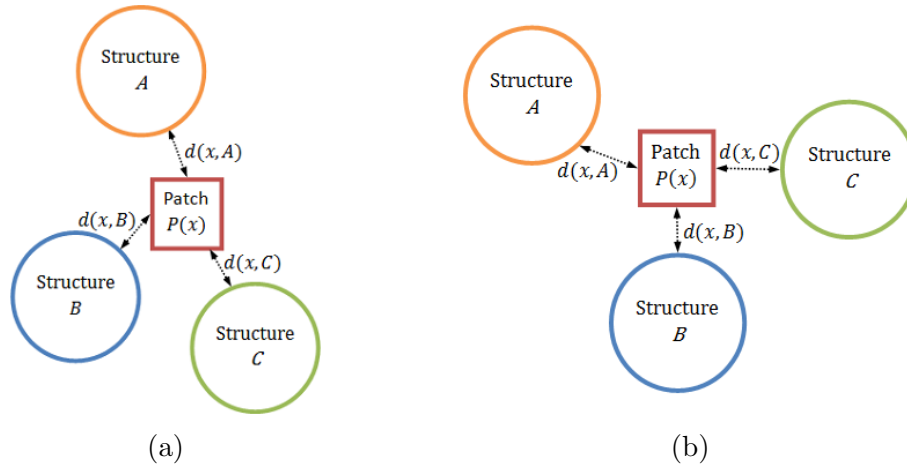 Structure
A
d(x,A)
Patch
P(x)
d(x,B)
Structure
B
d(x,C)
Structure
C
(a)
Structure
A
d(x,A)
Patch
P(x)
d(x,C)
Structure
C
d(x,B)
Structure
B
(b)